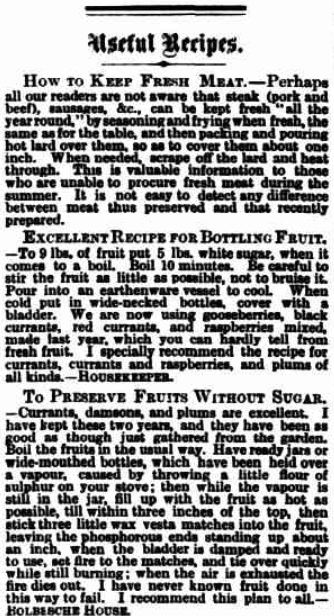 Useful Recipes.
HOW TO KEEP FRESH MEAT.—Perhaps
all our readers are not aware that steak (pork and
beef), sausages, &c., can be kept fresh "all the
year round," by seasoning and frying when fresh, the
same as for the table, and then packing and pouring
hot lard over them, so as to cover them about one
inch. When needed, scrape off the lard and heat
through. This is valuable information to those
who are unable to procure fresh meat during the
summer. It is not easy to detect any difference
between meat thus preserved and that recently
prepared.
EXCELLENT RECIPE FOR BOTTLING FRUIT.
—To 9 lbs. of fruit put 5 lbs. white sugar, when it
comes to a boil. Boil 10 minutes. Be careful to
stir the fruit as little as possible, not to bruise it.
Pour into an earthenware vessel to cool. When
cold put in wide-necked bottles, cover with a
bladder. We are now using gooseberries, black
currants, red currants, and raspberries mixed,
made last year, which you can hardly tell from
fresh fruit. I specially recommend the recipe for
currants, currants and raspberries, and plums of
all kinds.—HOUSEKEEPER.
TO PRESERVE FRUITS WITHOUT SUGAR.
—Currants, damsons, and plums are excellent. I
have kept these two years, and they have been as
good as though just gathered from the garden.
Boil the fruits in the usual way. Have ready jars or
wide-mouthed bottles, which have been held over
a vapour, caused by throwing a little flour of
sulphur on your stove; then while the vapour is
still in the jar, fill up with the fruit as hot as
possible, till within three inches of the top, then
stick three little wax vesta matches into the fruit,
leaving the phosphorous ends standing up about
an inch, when the bladder is damped and ready
to use, set fire to the matches, and tie over quickly
while still burning; when the air is exhausted the
fire dies out. I have never known fruit done in
this way to fail. I recommend this plan to all.—
HOLBECHE HOUSE.